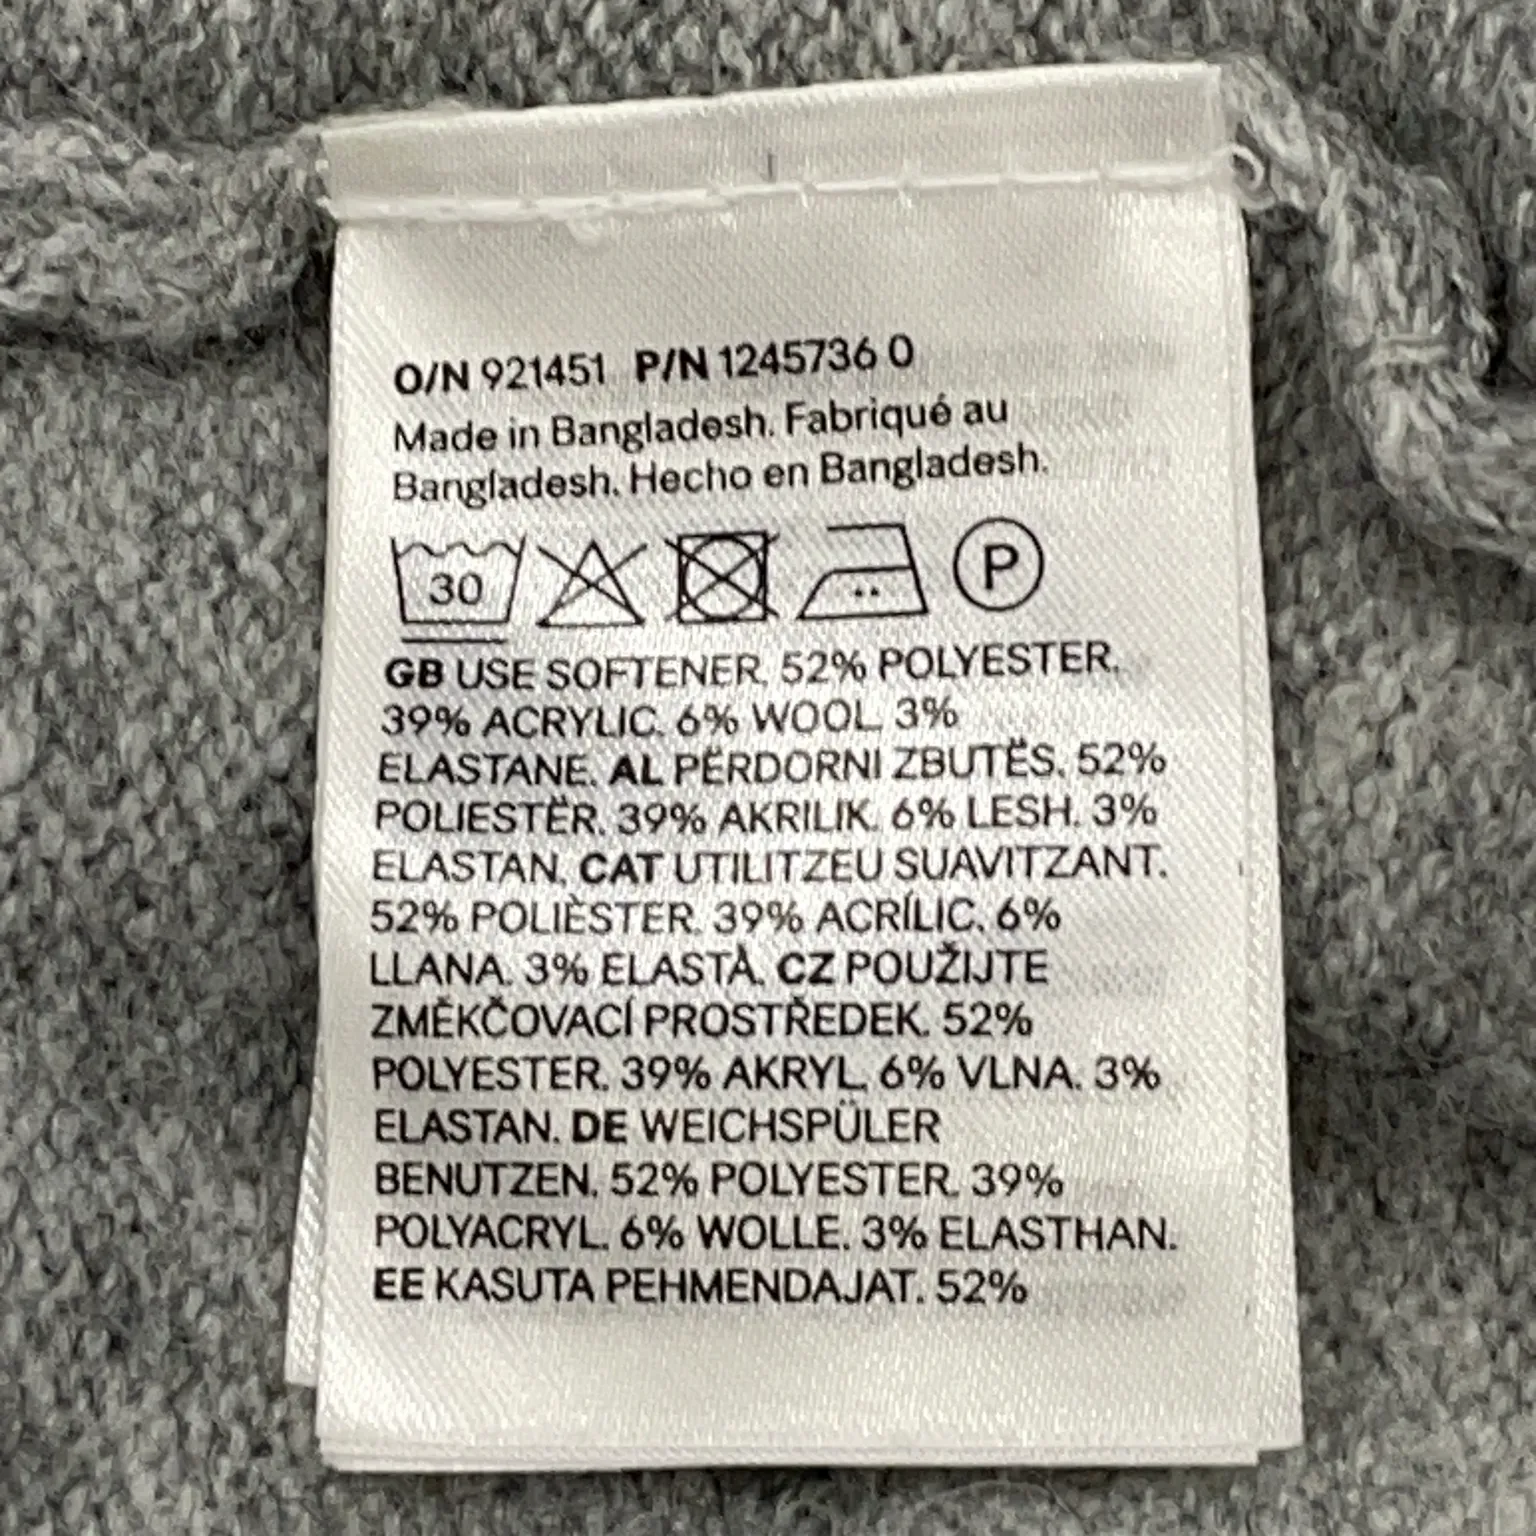 O/N 921451 P/N 1245736 0
Made in Bangladesh. Fabriqué au
Bangladesh. Hecho en Bangladesh.
30 P
GB USE SOFTENER. 52% POLYESTER.
39% ACRYLIC. 6% WOOL. 3%
ELASTANE. AL PËRDORNI ZBUTËS. 52%
POLIESTËR. 39% AKRILIK. 6% LESH. 3%
ELASTAN. CAT UTILITZEU SUAVITZANT.
52% POLIÈSTER. 39% ACRÍLIC. 6%
LLANA. 3% ELASTÀ. CZ POUŽIJTE
ZMĚKČOVACÍ PROSTŘEDEK. 52%
POLYESTER. 39% AKRYL. 6% VLNA. 3%
ELASTAN. DE WEICHSPÜLER
BENUTZEN. 52% POLYESTER. 39%
POLYACRYL. 6% WOLLE. 3% ELASTHAN.
EE KASUTA PEHMENDAJAT. 52%